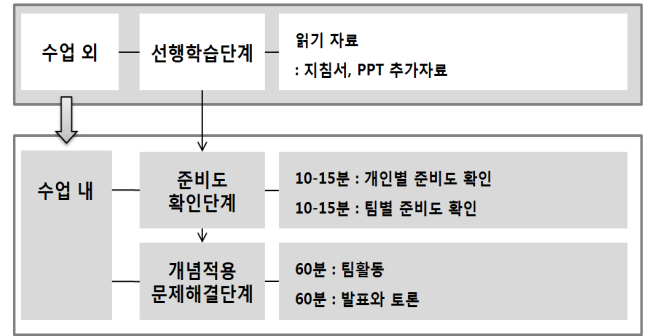 수업 외
선행학습단계
읽기 자료
: 지침서, PPT 추가자료
수업 내
준비도
확인단계
10-15분 : 개인별 준비도 확인
10-15분 : 팀별 준비도 확인
개념적용
문제해결단계
60분 : 팀활동
60분 : 발표와 토론